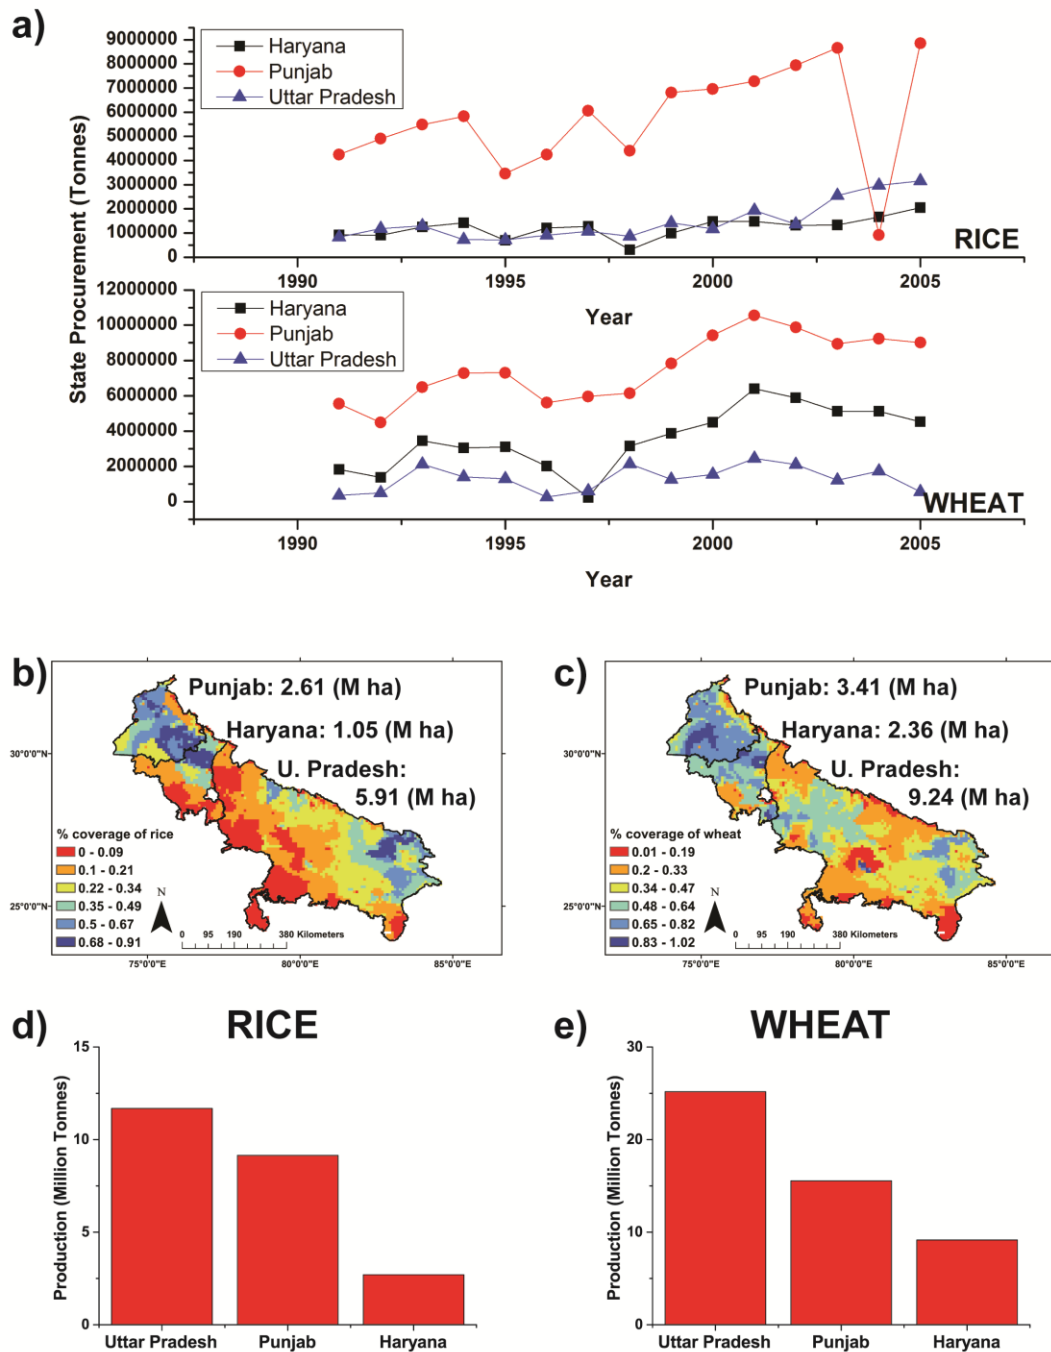 a)
State Procurement (Tonnes)
9000000
8000000
7000000
6000000
5000000
4000000
3000000
2000000
1000000
0
Haryana
Punjab
Uttar Pradesh
RICE
1990
1995
2000
2005
Year
12000000
10000000
8000000
6000000
4000000
2000000
0
Haryana
Punjab
Uttar Pradesh
WHEAT
1990
1995
2000
2005
Year
b)
Punjab: 2.61 (M ha)
Haryana: 1.05 (M ha)
U. Pradesh:
5.91 (M ha)
30°0'0"N
25°0'0"N
% coverage of rice
0 - 0.09
0.1 - 0.21
0.22 - 0.34
0.35 - 0.49
0.5 - 0.67
0.68 - 0.91
N
0 95 190 380 Kilometers
75°0'0"E 80°0'0"E 85°0'0"E
c)
Punjab: 3.41 (M ha)
Haryana: 2.36 (M ha)
U. Pradesh:
9.24 (M ha)
30°0'0"N
25°0'0"N
% coverage of wheat
0.01 - 0.19
0.2 - 0.33
0.34 - 0.47
0.48 - 0.64
0.65 - 0.82
0.83 - 1.02
N
0 95 190 380 Kilometers
75°0'0"E 80°0'0"E 85°0'0"E
d)
RICE
Production (Million Tonnes)
15
10
5
0
Uttar Pradesh Punjab Haryana
e)
WHEAT
Production (Million Tonnes)
30
20
10
0
Uttar Pradesh Punjab Haryana